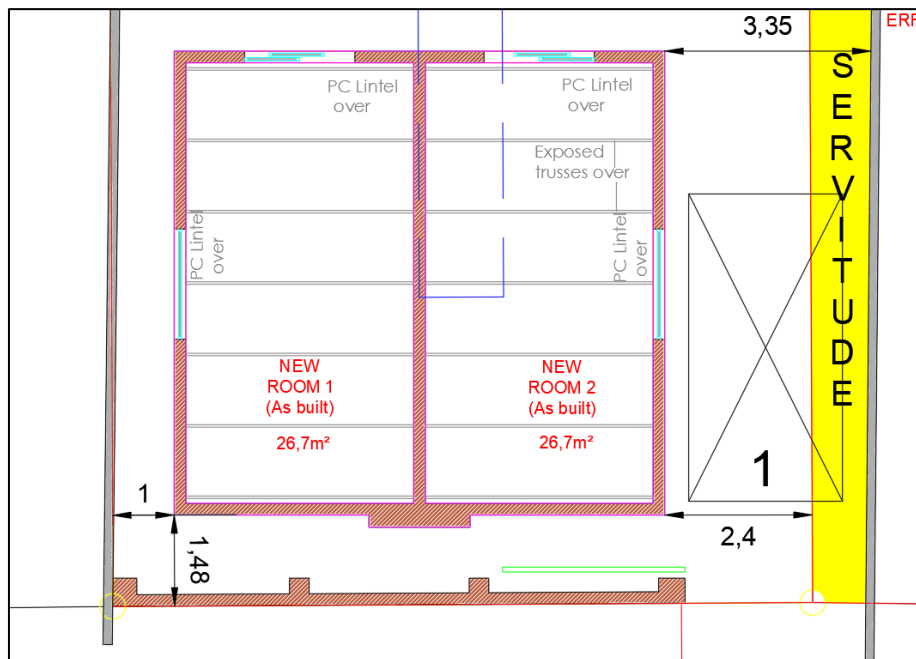 ERF
3,35
SERVITUDE
PC Lintel
over
PC Lintel
over
Exposed
trusses over
PC Lintel
over
PC Lintel
over
NEW
ROOM 1
(As built)
26,7m²
NEW
ROOM 2
(As built)
26,7m²
1
1
2,4
1,48